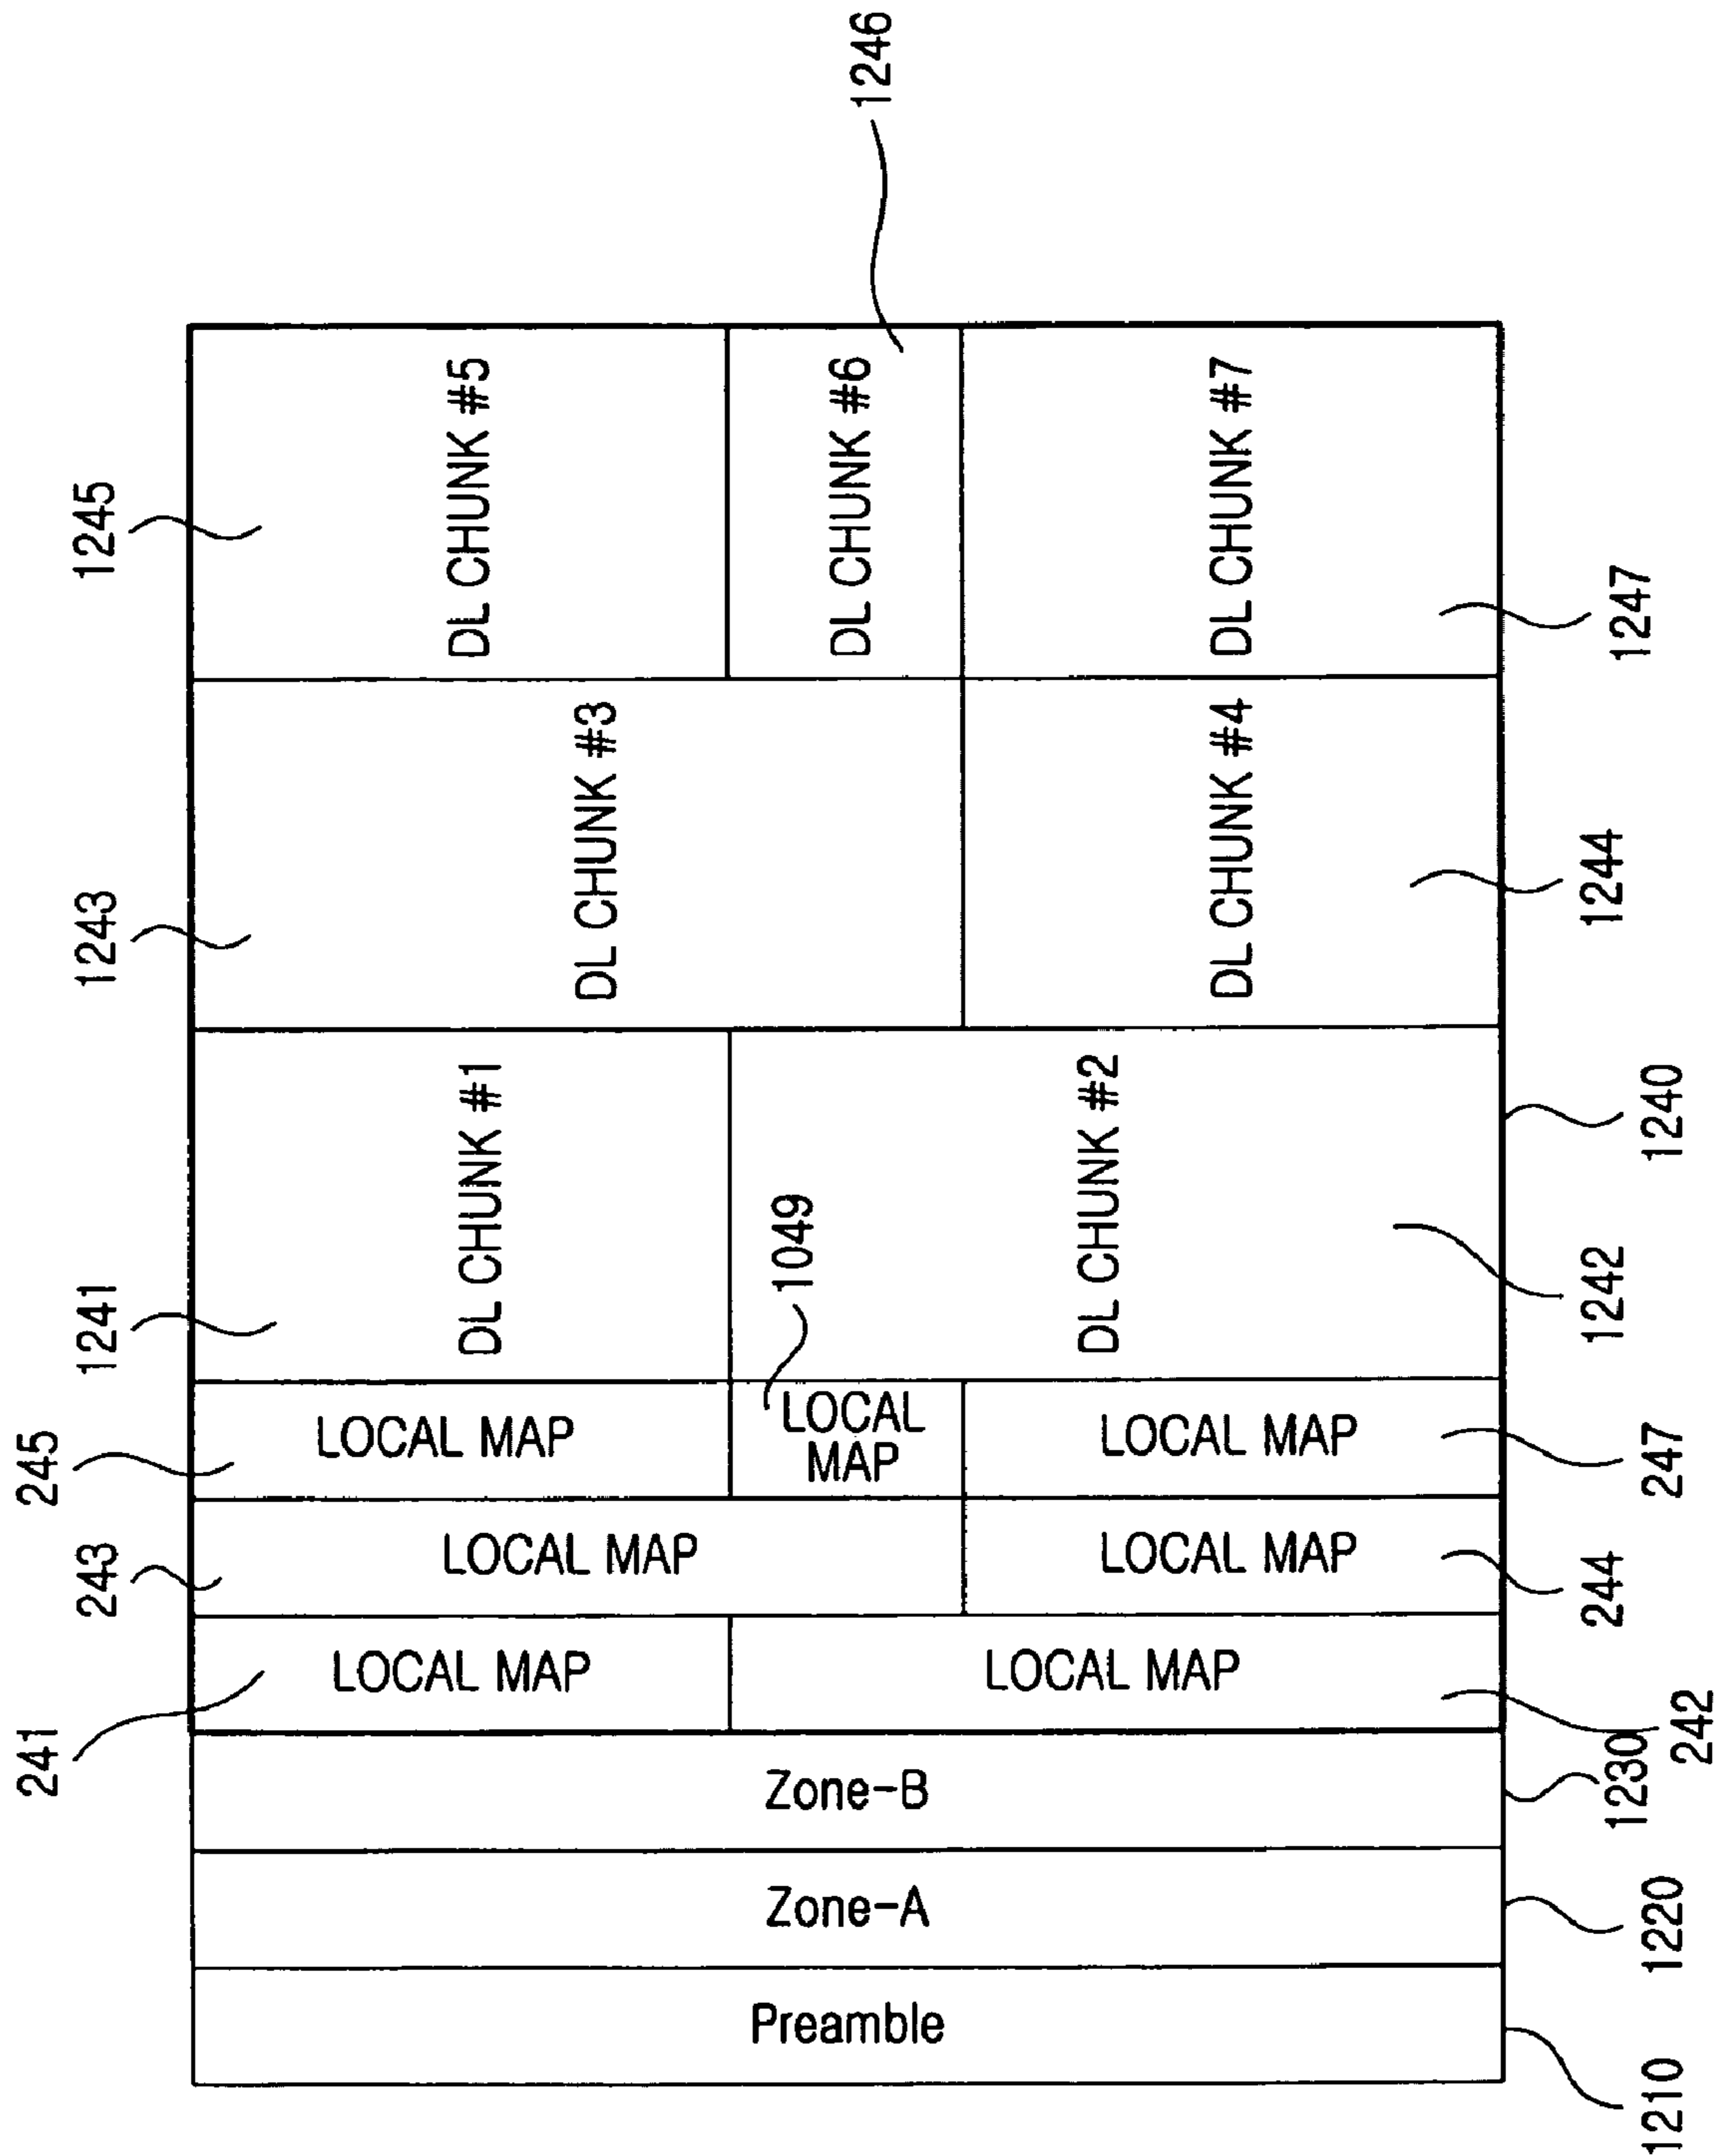 1246
1245
DL CHUNK #5
DL CHUNK #6
DL CHUNK #7
1247
1243
DL CHUNK #3
DL CHUNK #4
1244
1241
DL CHUNK #1
1049
DL CHUNK #2
1242
1240
245
LOCAL MAP
LOCAL
MAP
LOCAL MAP
247
243
LOCAL MAP
LOCAL MAP
244
241
LOCAL MAP
LOCAL MAP
242
Zone-B
1230
Zone-A
1220
Preamble
1210